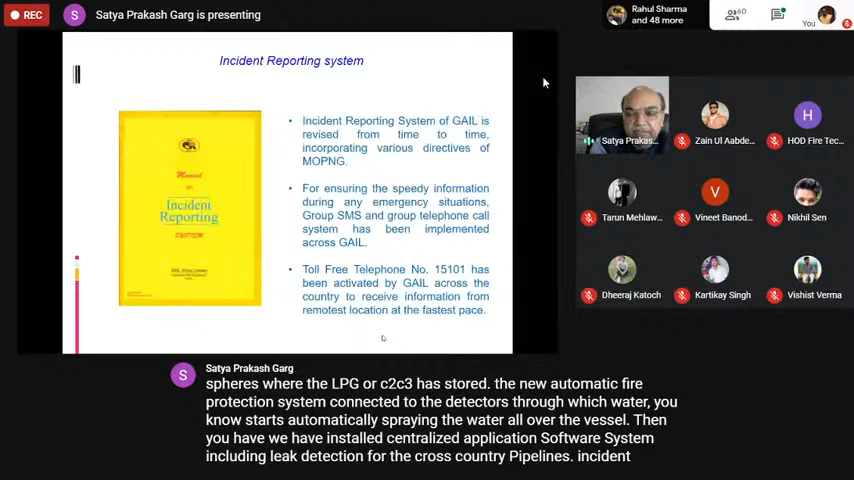 REC
S
Satya Prakash Garg is presenting
Rahul Sharma
and 48 more
60
You
Incident Reporting system
Manual
Incident
Reporting
SYSTEM
• Incident Reporting System of GAIL is
revised from time to time,
incorporating various directives of
MOPNG.
• For ensuring the speedy information
during any emergency situations,
Group SMS and group telephone call
system has been implemented
across GAIL.
• Toll Free Telephone No. 15101 has
been activated by GAIL across the
country to receive information from
remotest location at the fastest pace.
Satya Prakas...
Zain Ul Aabde...
H
HOD Fire Tec...
Tarun Mehlaw...
V
Vineet Banod...
Nikhil Sen
Dheeraj Katoch
Kartikay Singh
Vishist Verma
S
Satya Prakash Garg
spheres where the LPG or c2c3 has stored. the new automatic fire
protection system connected to the detectors through which water, you
know starts automatically spraying the water all over the vessel. Then
you have we have installed centralized application Software System
including leak detection for the cross country Pipelines. incident